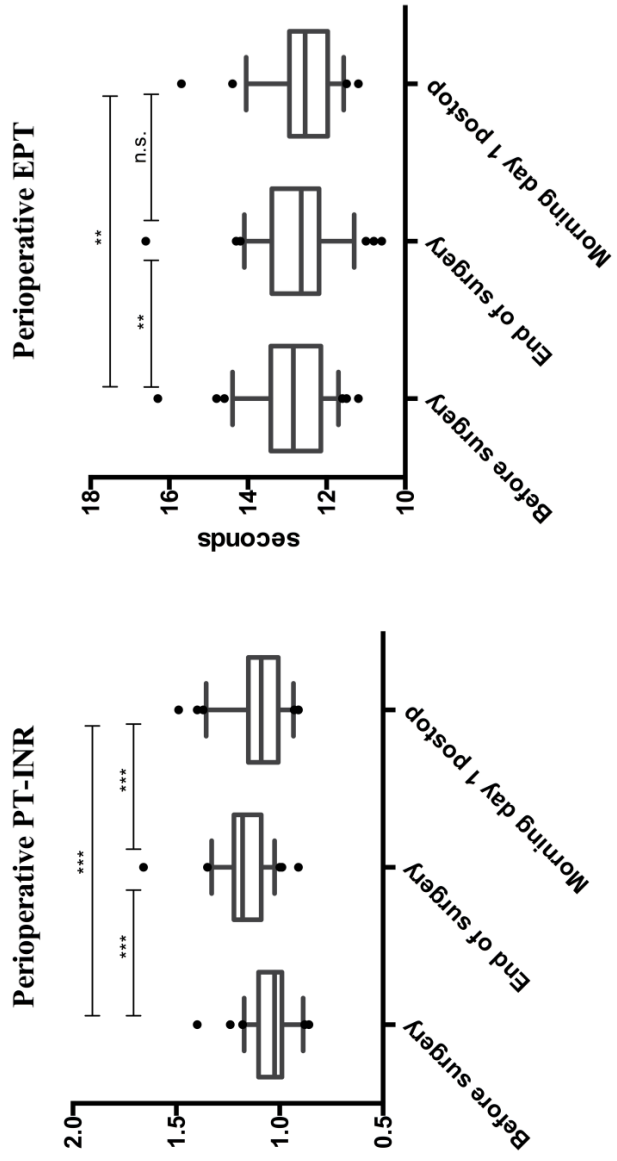 Perioperative PT-INR
***
***
***
2.0
1.5
1.0
0.5
Before surgery
End of surgery
Morning day 1 postop
Perioperative EPT
**
**
n.s.
seconds
18
16
14
12
10
Before surgery
End of surgery
Morning day 1 postop